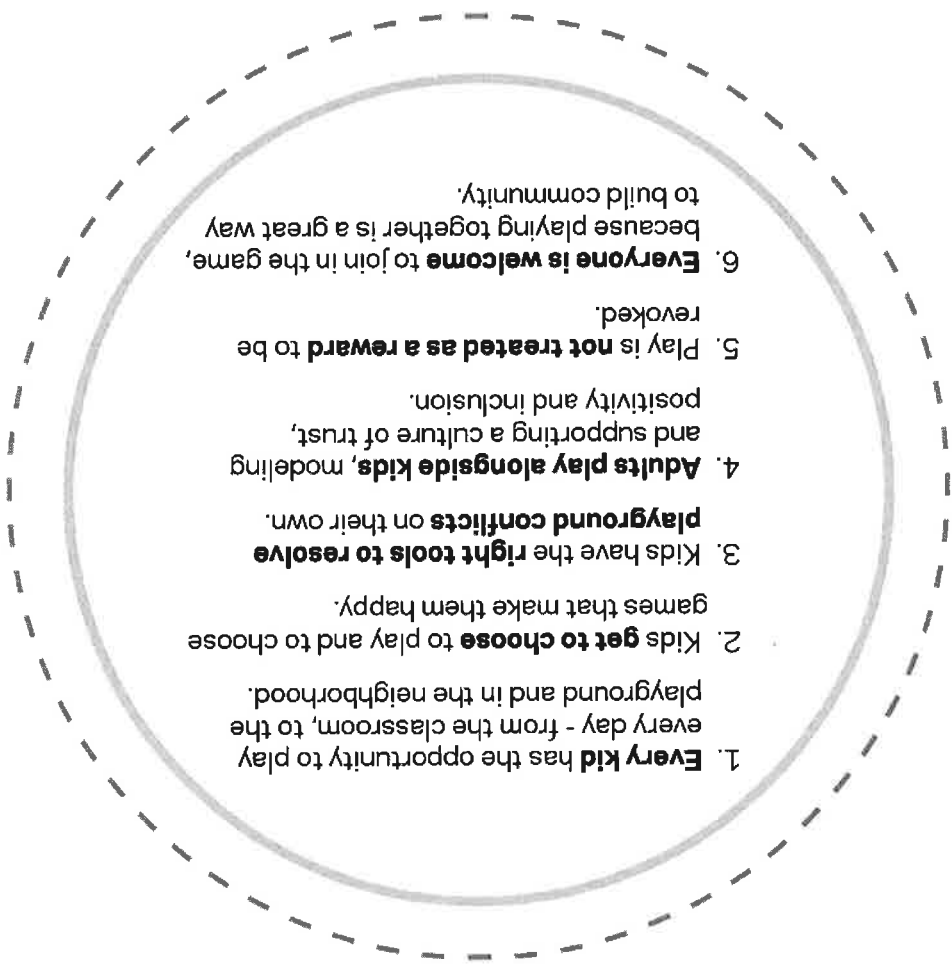 1. Every kid has the opportunity to play
every day - from the classroom, to the
playground and in the neighborhood.
2. Kids get to choose to play and to choose
games that make them happy.
3. Kids have the right tools to resolve
playground conflicts on their own.
4. Adults play alongside kids, modeling
and supporting a culture of trust,
positivity and inclusion.
5. Play is not treated as a reward to be
revoked.
6. Everyone is welcome to join in the game,
because playing together is a great way
to build community.